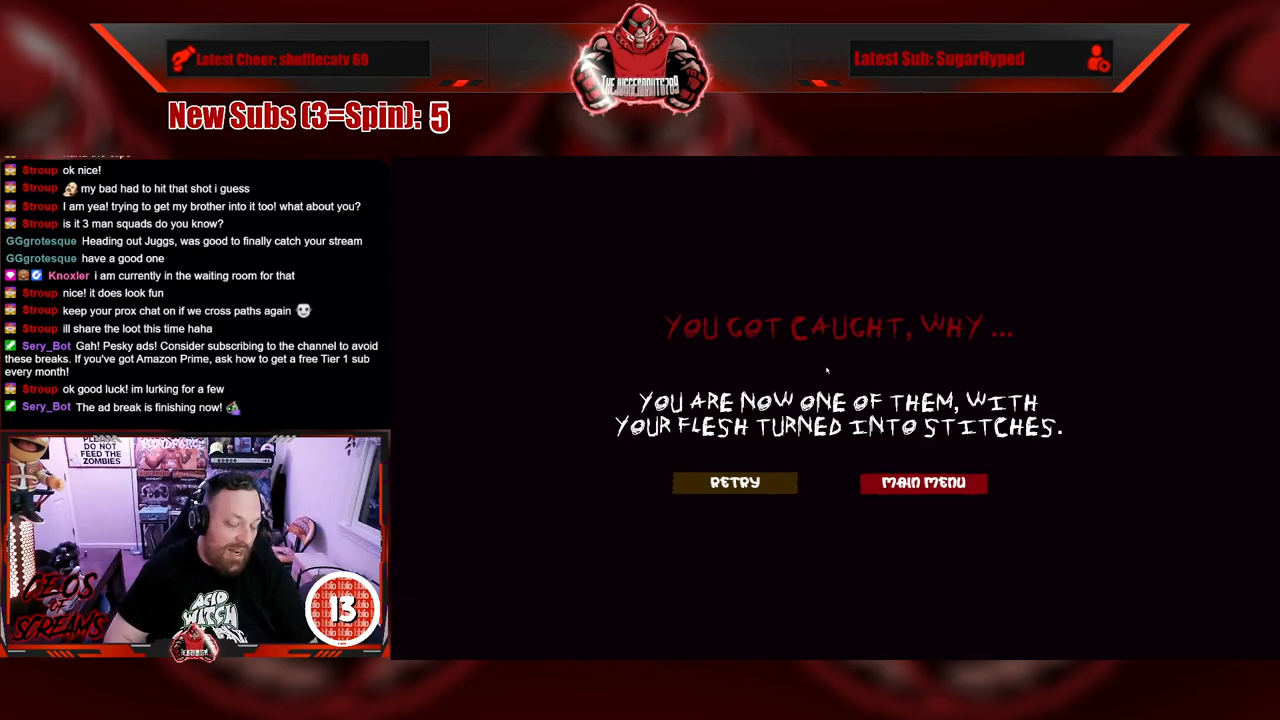 Latest Cheer: shufflecatv 69
THEJUGGERNAUT6789
Latest Sub: SugarHyped
New Subs (3=Spin): 5
Stroup ok nice!
Stroup my bad had to hit that shot i guess
Stroup I am yea! trying to get my brother into it too! what about you?
Stroup is it 3 man squads do you know?
GGgrotesque Heading out Juggs, was good to finally catch your stream
GGgrotesque have a good one
Knoxler i am currently in the waiting room for that
Stroup nice! it does look fun
Stroup keep your prox chat on if we cross paths again
Stroup ill share the loot this time haha
Sery_Bot Gah! Pesky ads! Consider subscribing to the channel to avoid
these breaks. If you've got Amazon Prime, ask how to get a free Tier 1 sub
every month!
Stroup ok good luck! im lurking for a few
Sery_Bot The ad break is finishing now!
YOU GOT CAUGHT, WHY ...
YOU ARE NOW ONE OF THEM, WITH
YOUR FLESH TURNED INTO STITCHES.
RETRY
MAIN MENU
PLEASE
DO NOT
FEED THE
ZOMBIES
CEOS
OF
SCREAMS
ACID
WITCH
13